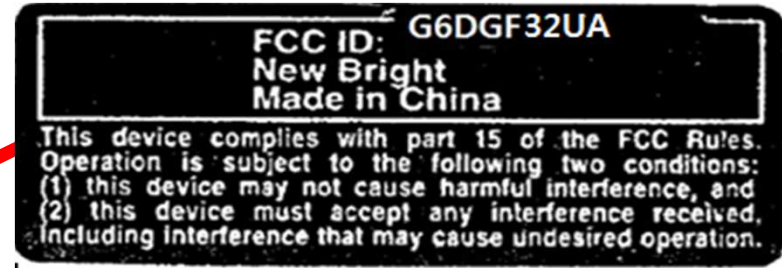 FCC ID: G6DGF32UA
New Bright
Made in China
This device complies with part 15 of the FCC Rules.
Operation is subject to the following two conditions:
(1) this device may not cause harmful interference, and
(2) this device must accept any interference received,
including interference that may cause undesired operation.